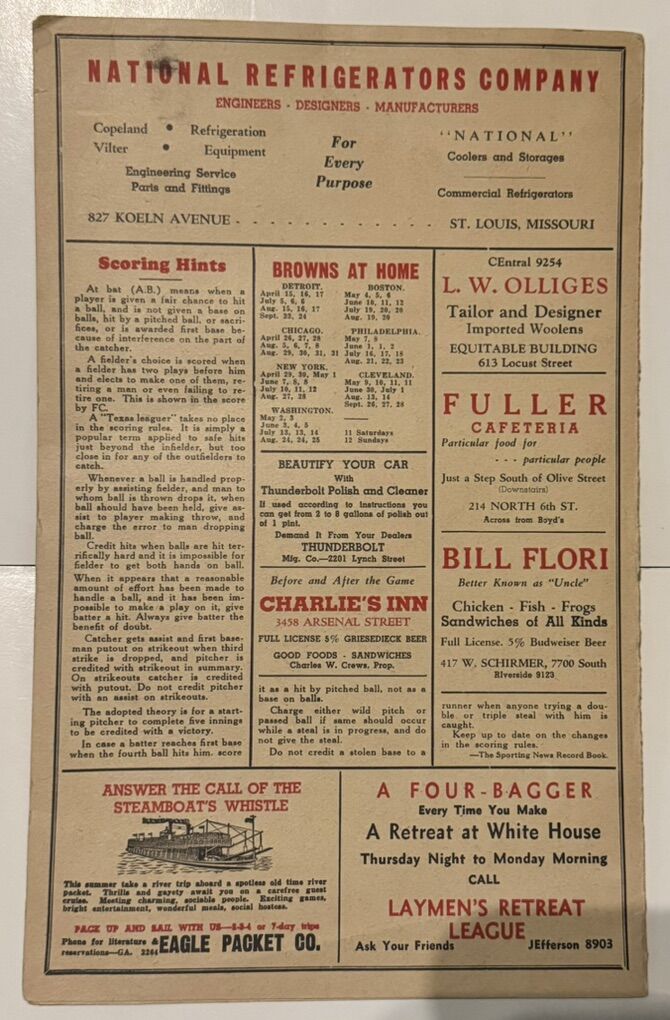 NATIONAL REFRIGERATORS COMPANY
ENGINEERS - DESIGNERS - MANUFACTURERS
Copeland • Refrigeration
Vilter • Equipment
Engineering Service
Parts and Fittings
For
Every
Purpose
"NATIONAL"
Coolers and Storages
Commercial Refrigerators
827 KOELN AVENUE - - - - - - - - - - - - ST. LOUIS, MISSOURI
Scoring Hints
At bat (A.B.) means when a
player is given a fair chance to hit
a ball, and is not given a base on
balls, hit by a pitched ball, or sacri-
fices, or is awarded first base be-
cause of interference on the part of
the catcher.
A fielder's choice is scored when
a fielder has two plays before him
and elects to make one of them, re-
tiring a man or even failing to re-
tire one. This is shown in the score
by FC.
A "Texas leaguer" takes no place
in the scoring rules. It is simply a
popular term applied to safe hits
just beyond the infielder, but too
close in for any of the outfielders to
catch.
Whenever a ball is handled prop-
erly by assisting fielder, and man to
whom ball is thrown drops it, when
ball should have been held, give as-
sist to player making throw, and
charge the error to man dropping
ball.
Credit hits when balls are hit ter-
rifically hard and it is impossible for
fielder to get both hands on ball.
When it appears that a reasonable
amount of effort has been made to
handle a ball, and it has been im-
possible to make a play on it, give
batter a hit. Always give batter the
benefit of doubt.
Catcher gets assist and first base-
man putout on strikeout when third
strike is dropped, and pitcher is
credited with strikeout in summary.
On strikeouts catcher is credited
with putout. Do not credit pitcher
with an assist on strikeouts.
The adopted theory is for a start-
ing pitcher to complete five innings
to be credited with a victory.
In case a batter reaches first base
when the fourth ball hits him, score
BROWNS AT HOME
DETROIT.
April 15, 16, 17
July 5, 6, 6
Aug. 15, 16, 17
Sept. 23, 24
CHICAGO.
April 26, 27, 28
Aug. 5, 6, 7, 8
Aug. 29, 30, 31, 31
NEW YORK.
April 29, 30, May 1
June 7, 8, 8
July 10, 11, 12
Aug. 27, 28
WASHINGTON.
May 2, 3
June 3, 4, 5
July 13, 13, 14
Aug. 24, 24, 25
BOSTON.
May 4, 5, 6
June 10, 11, 12
July 19, 20, 20
Aug. 19, 20
PHILADELPHIA.
May 7, 8
June 1, 1, 2
July 16, 17, 18
Aug. 21, 22, 23
CLEVELAND.
May 9, 10, 11, 11
June 30, July 1
Aug. 13, 14
Sept. 26, 27, 28
11 Saturdays
12 Sundays
BEAUTIFY YOUR CAR
With
Thunderbolt Polish and Cleaner
If used according to instructions you
can get from 2 to 8 gallons of polish out
of 1 pint.
Demand It From Your Dealers
THUNDERBOLT
Mfg. Co.—2201 Lynch Street
Before and After the Game
CHARLIE'S INN
3458 ARSENAL STREET
FULL LICENSE 5% GRIESEDIECK BEER
GOOD FOODS - SANDWICHES
Charles W. Crews, Prop.
it as a hit by pitched ball, not as a
base on balls.
Charge either wild pitch or
passed ball if same should occur
while a steal is in progress, and do
not give the steal.
Do not credit a stolen base to a
CEntral 9254
L. W. OLLIGES
Tailor and Designer
Imported Woolens
EQUITABLE BUILDING
613 Locust Street
FULLER
CAFETERIA
Particular food for
- - - particular people
Just a Step South of Olive Street
(Downstairs)
214 NORTH 6th ST.
Across from Boyd's
BILL FLORI
Better Known as "Uncle"
Chicken - Fish - Frogs
Sandwiches of All Kinds
Full License. 5% Budweiser Beer
417 W. SCHIRMER, 7700 South
RIverside 9123
runner when anyone trying a dou-
ble or triple steal with him is
caught.
Keep up to date on the changes
in the scoring rules.
—The Sporting News Record Book.
ANSWER THE CALL OF THE
STEAMBOAT'S WHISTLE
This summer take a river trip aboard a spotless old time river
packet. Thrills and gayety await you on a carefree guest
cruise. Meeting charming, sociable people. Exciting games,
bright entertainment, wonderful meals, social hostess.
PACK UP AND SAIL WITH US—2-3-4 or 7-day trips
Phone for literature &
reservations—GA. 2264
EAGLE PACKET CO.
A FOUR-BAGGER
Every Time You Make
A Retreat at White House
Thursday Night to Monday Morning
CALL
LAYMEN'S RETREAT
LEAGUE
Ask Your Friends JEfferson 8903